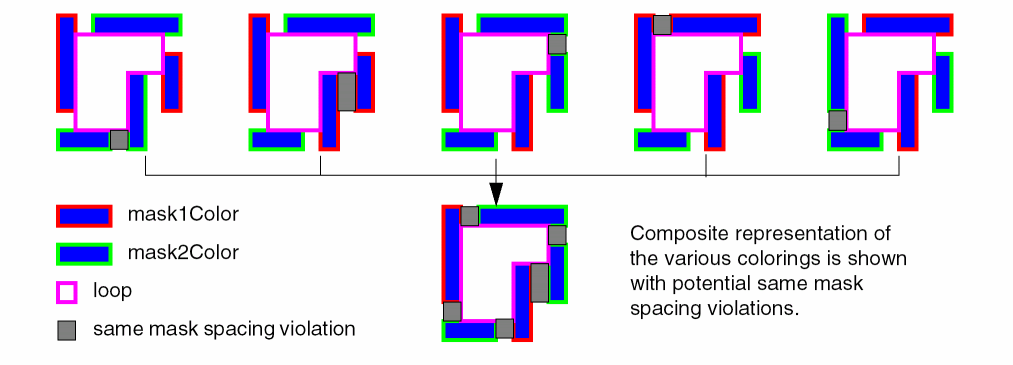 mask1Color
mask2Color
loop
same mask spacing violation
Composite representation of
the various colorings is shown
with potential same mask
spacing violations.